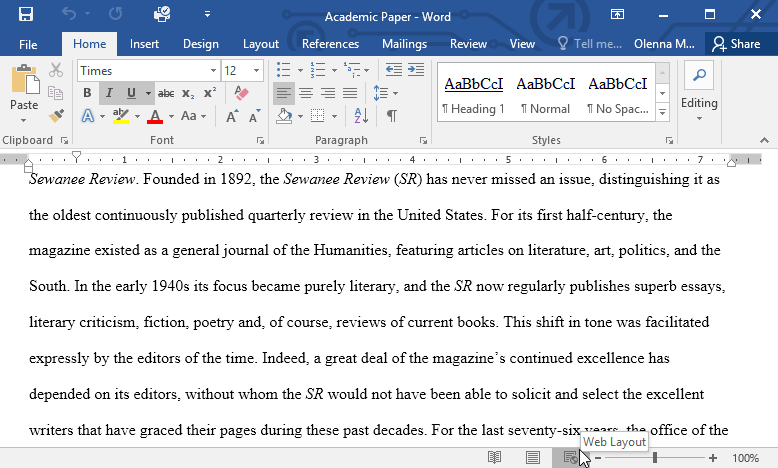 Academic Paper - Word
File Home Insert Design Layout References Mailings Review View Tell me... Olenna M... Share
Times 12
AaBbCcI AaBbCcI AaBbCcI
Paste B I U abc x₂ x² Editing
¶ Heading 1 ¶ Normal ¶ No Spac...
A aby A Aa A A A Z ¶
Clipboard Font Paragraph Styles
1 2 3 4 5 6 7
Sewanee Review. Founded in 1892, the Sewanee Review (SR) has never missed an issue, distinguishing it as
the oldest continuously published quarterly review in the United States. For its first half-century, the
magazine existed as a general journal of the Humanities, featuring articles on literature, art, politics, and the
South. In the early 1940s its focus became purely literary, and the SR now regularly publishes superb essays,
literary criticism, fiction, poetry and, of course, reviews of current books. This shift in tone was facilitated
expressly by the editors of the time. Indeed, a great deal of the magazine’s continued excellence has
depended on its editors, without whom the SR would not have been able to solicit and select the excellent
writers that have graced their pages during these past decades. For the last seventy-six years, the office of the
Web Layout
100%